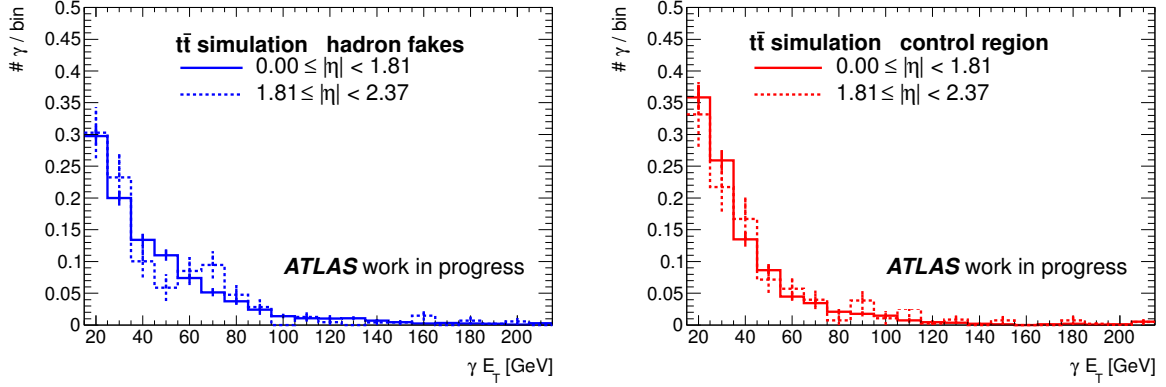 # γ / bin
0.5
0.45
0.4
0.35
0.3
0.25
0.2
0.15
0.1
0.05
0
tt̄ simulation hadron fakes
0.00 ≤ |η| < 1.81
1.81 ≤ |η| < 2.37
ATLAS work in progress
20 40 60 80 100 120 140 160 180 200
γ E_T [GeV]
# γ / bin
0.5
0.45
0.4
0.35
0.3
0.25
0.2
0.15
0.1
0.05
0
tt̄ simulation control region
0.00 ≤ |η| < 1.81
1.81 ≤ |η| < 2.37
ATLAS work in progress
20 40 60 80 100 120 140 160 180 200
γ E_T [GeV]